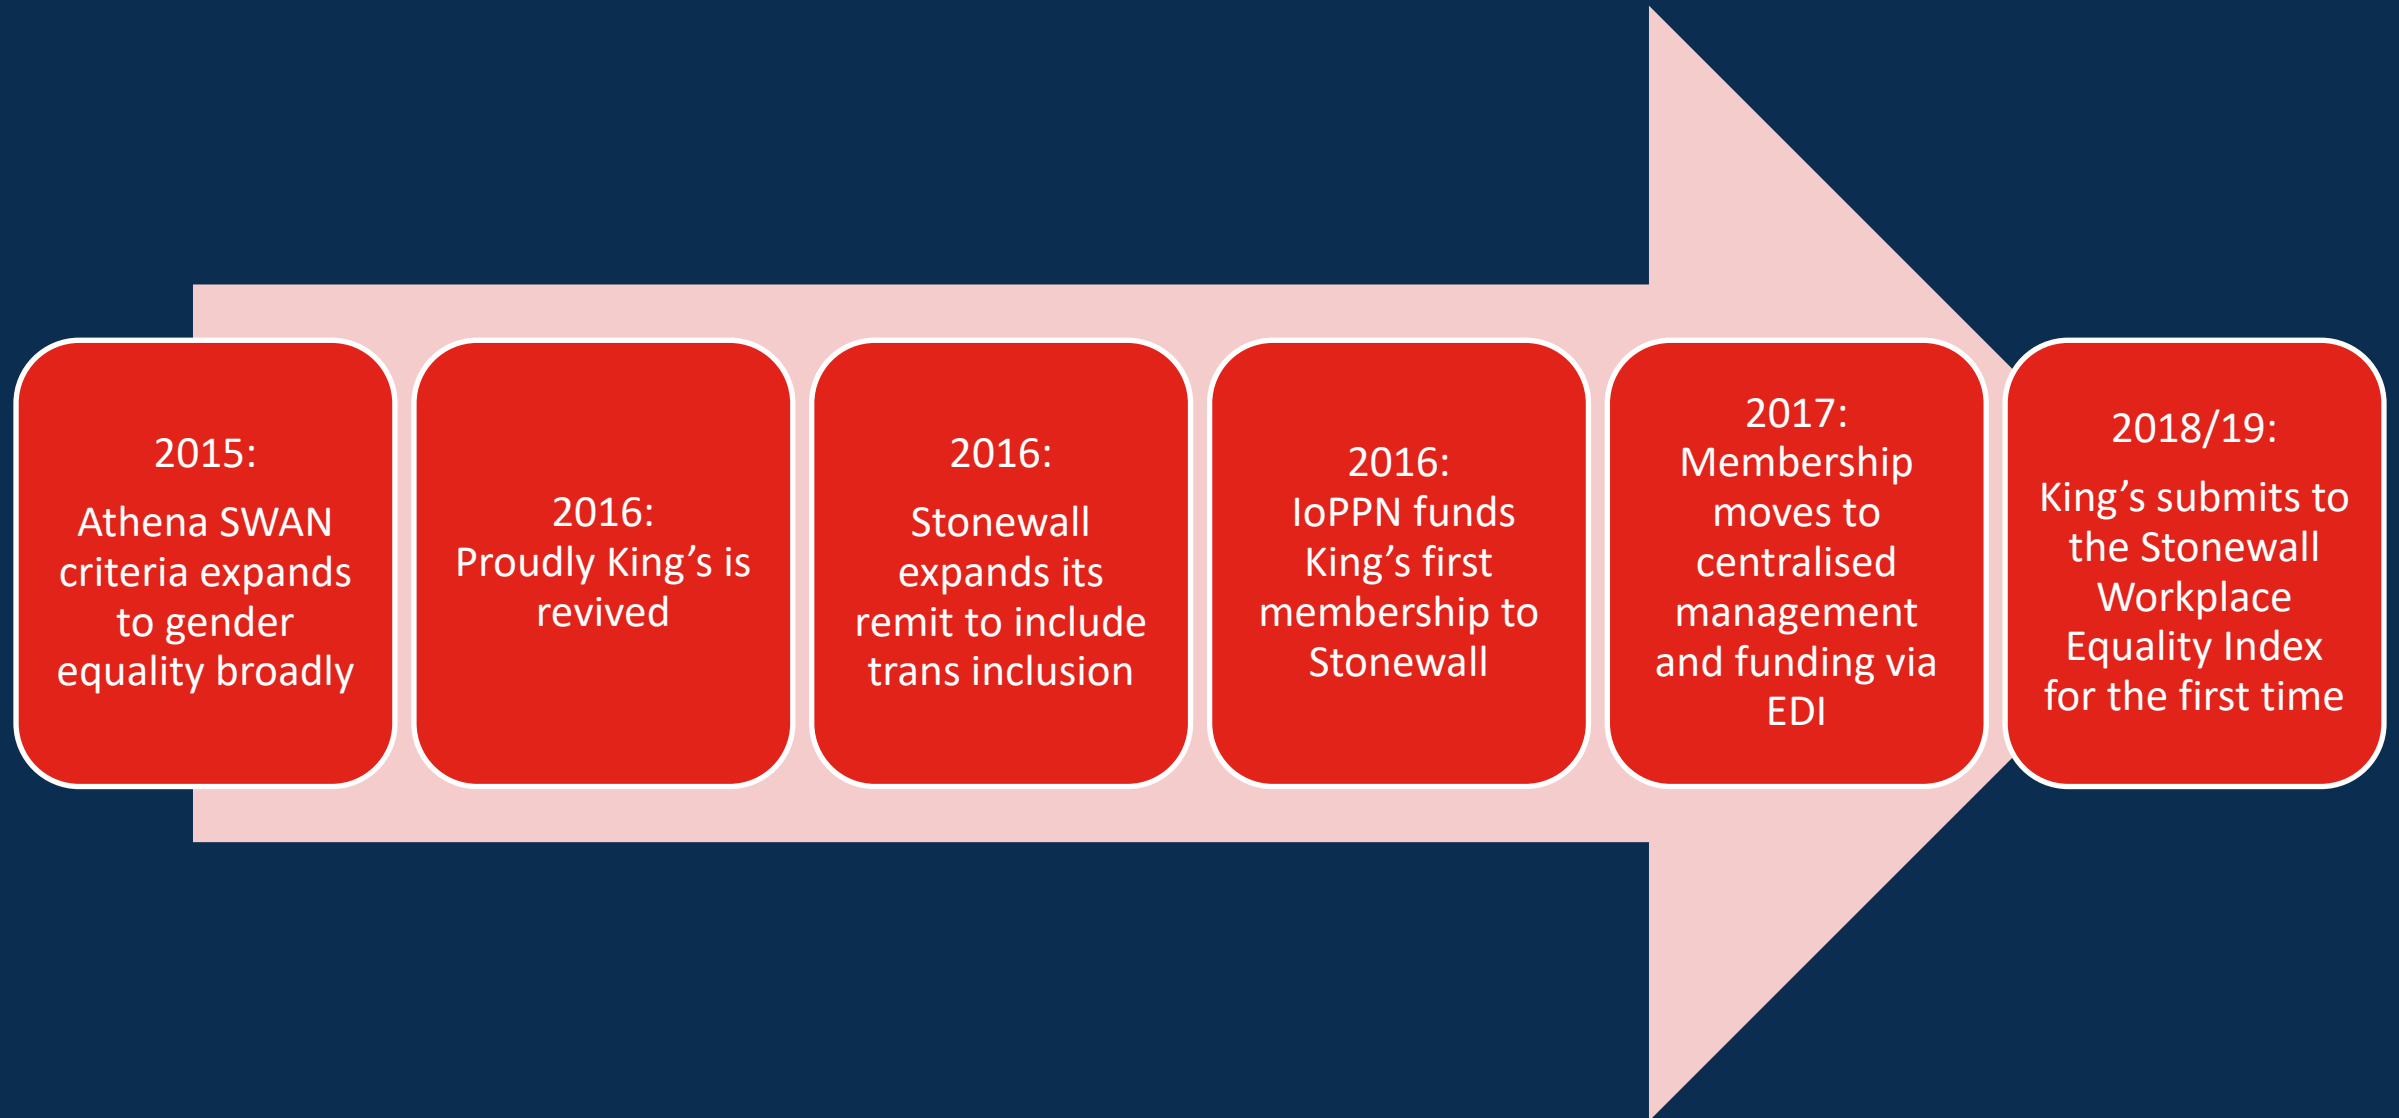 2015:
Athena SWAN
criteria expands
to gender
equality broadly
2016:
Proudly King’s is
revived
2016:
Stonewall
expands its
remit to include
trans inclusion
2016:
IoPPN funds
King’s first
membership to
Stonewall
2017:
Membership
moves to
centralised
management
and funding via
EDI
2018/19:
King’s submits to
the Stonewall
Workplace
Equality Index
for the first time